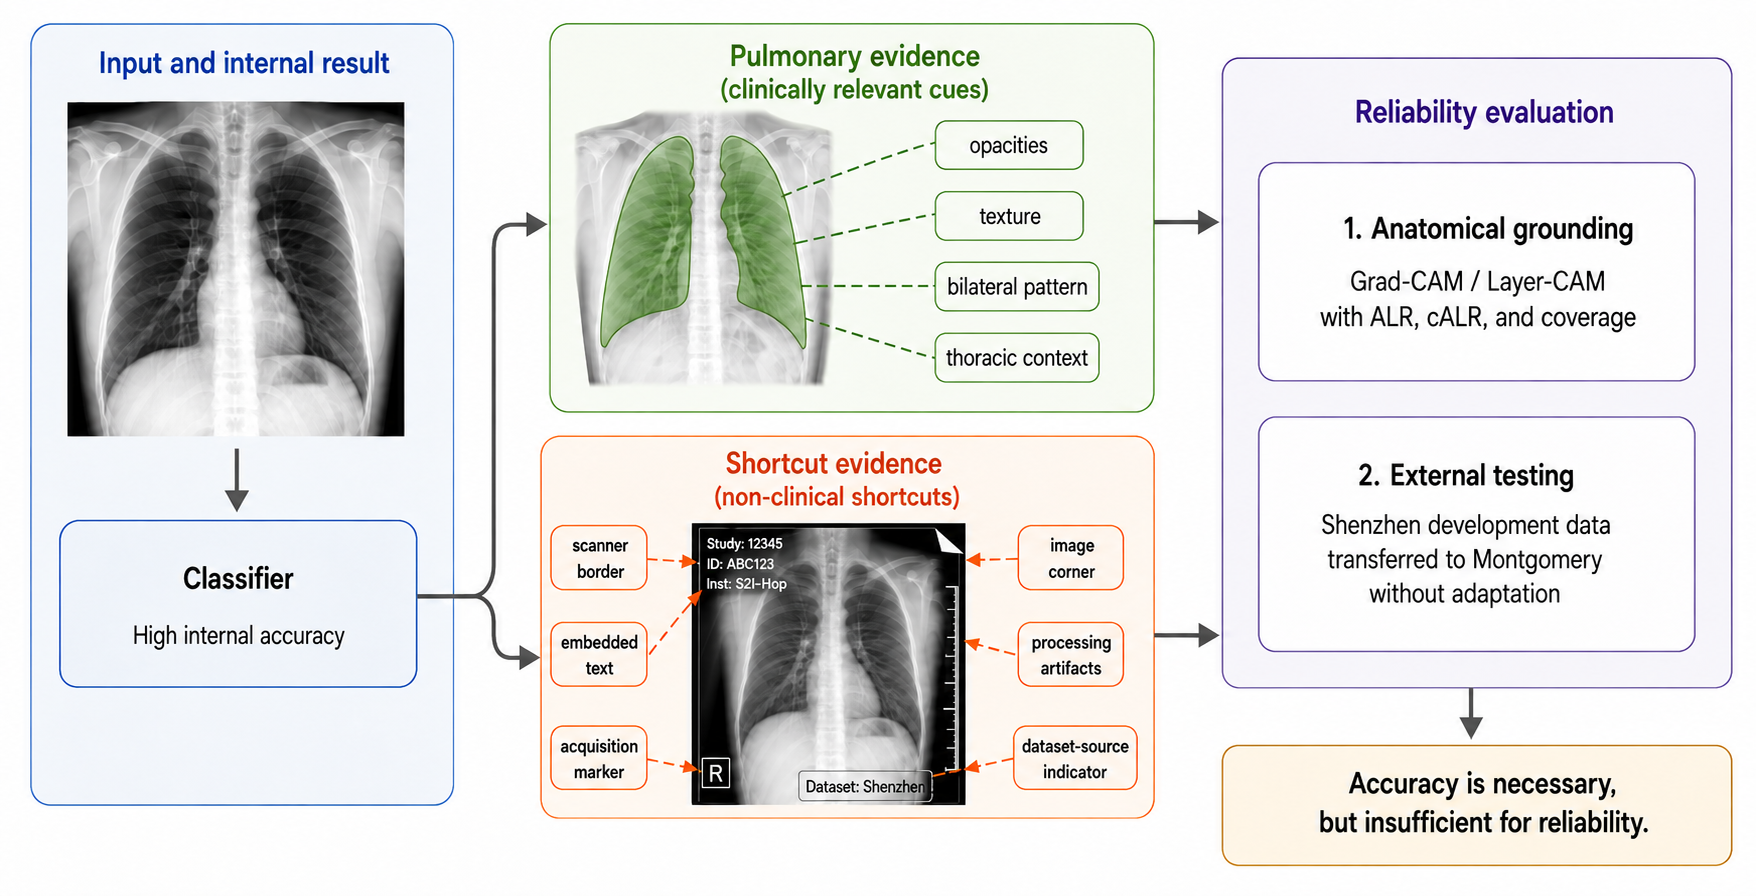 Input and internal result
Classifier
High internal accuracy
Pulmonary evidence
(clinically relevant cues)
opacities
texture
bilateral pattern
thoracic context
Shortcut evidence
(non-clinical shortcuts)
scanner
border
embedded
text
acquisition
marker
Study: 12345
ID: ABC123
Inst: S2I-Hop
R
Dataset: Shenzhen
image
corner
processing
artifacts
dataset-source
indicator
Reliability evaluation
1. Anatomical grounding
Grad-CAM / Layer-CAM
with ALR, cALR, and coverage
2. External testing
Shenzhen development data
transferred to Montgomery
without adaptation
Accuracy is necessary,
but insufficient for reliability.